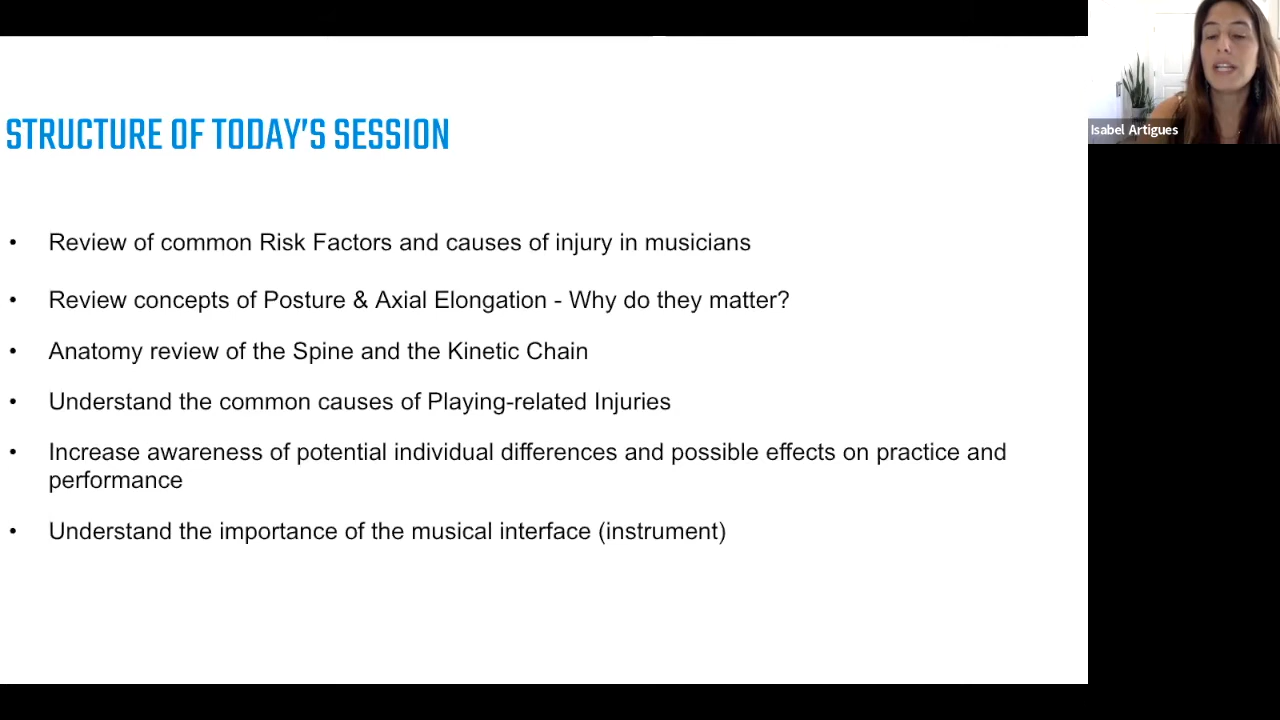 STRUCTURE OF TODAY'S SESSION
Isabel Artigues
• Review of common Risk Factors and causes of injury in musicians
• Review concepts of Posture & Axial Elongation - Why do they matter?
• Anatomy review of the Spine and the Kinetic Chain
• Understand the common causes of Playing-related Injuries
• Increase awareness of potential individual differences and possible effects on practice and
performance
• Understand the importance of the musical interface (instrument)